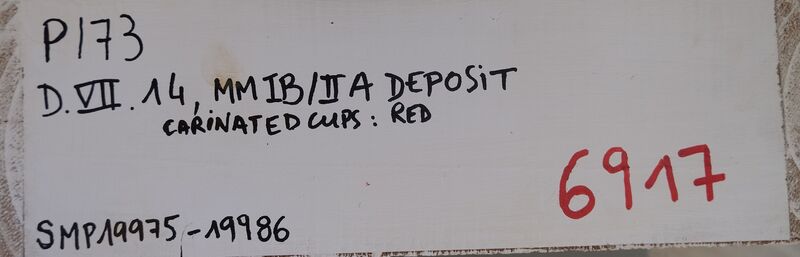 P173
D.VII.14, MMIB/IIA DEPOSIT
CARINATED CUPS: RED
6917
SMP19975-19986